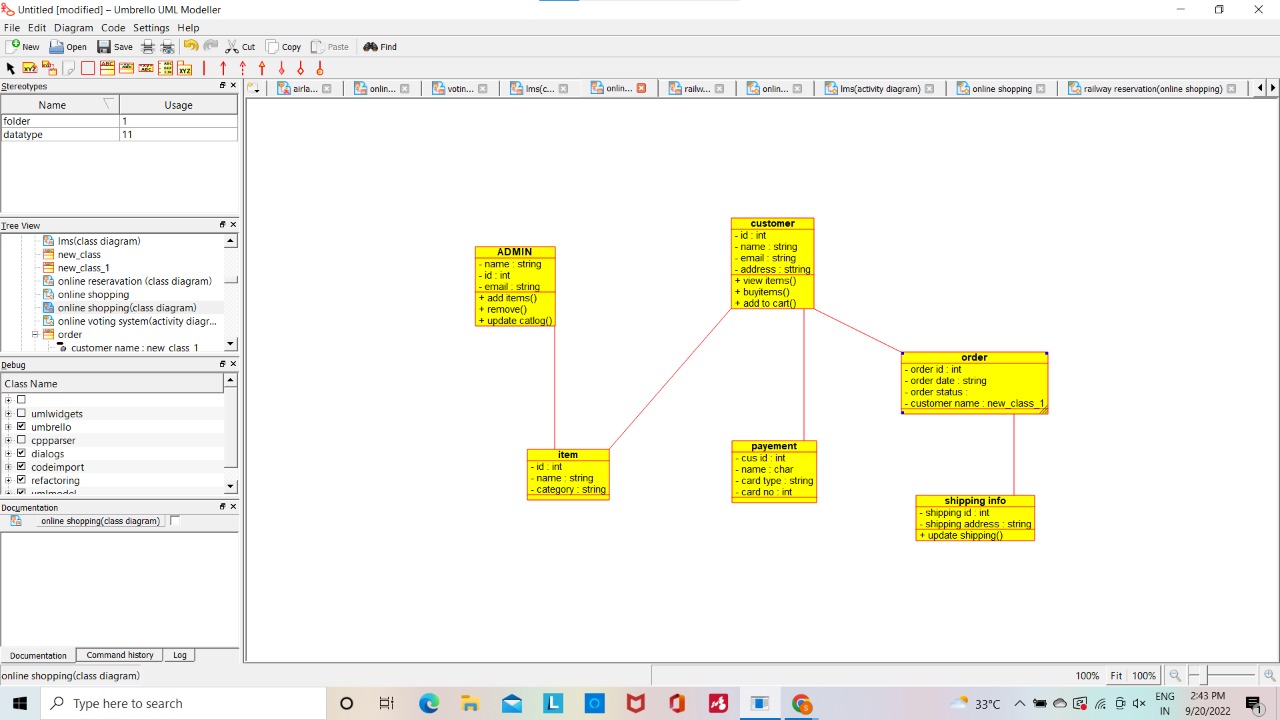 Untitled [modified] – Umbrello UML Modeller
File Edit Diagram Code Settings Help
New Open Save Cut Copy Paste Find
Stereotypes
Name Usage
folder 1
datatype 11
Tree View
lms(class diagram)
new_class
new_class_1
online reseravation (class diagram)
online shopping
online shopping(class diagram)
online voting system(activity diagr...
order
customer name : new_class_1
Debug
Class Name
umlwidgets
umbrello
cppparser
dialogs
codeimport
refactoring
umlmodel
Documentation
online shopping(class diagram)
Documentation Command history Log
airla... onlin... votin... lms(c... onlin... railw... onlin... lms(activity diagram) online shopping railway reservation(online shopping)
ADMIN
- name : string
- id : int
- email : string
+ add items()
+ remove()
+ update catlog()
customer
- id : int
- name : string
- email : string
- address : sttring
+ view items()
+ buyitems()
+ add to cart()
order
- order id : int
- order date : string
- order status :
- customer name : new_class_1
item
- id : int
- name : string
- category : string
payement
- cus id : int
- name : char
- card type : string
- card no : int
shipping info
- shipping id : int
- shipping address : string
+ update shipping()
online shopping(class diagram)
100% Fit 100%
Type here to search
33°C
ENG
IN
2:43 PM
9/20/2022